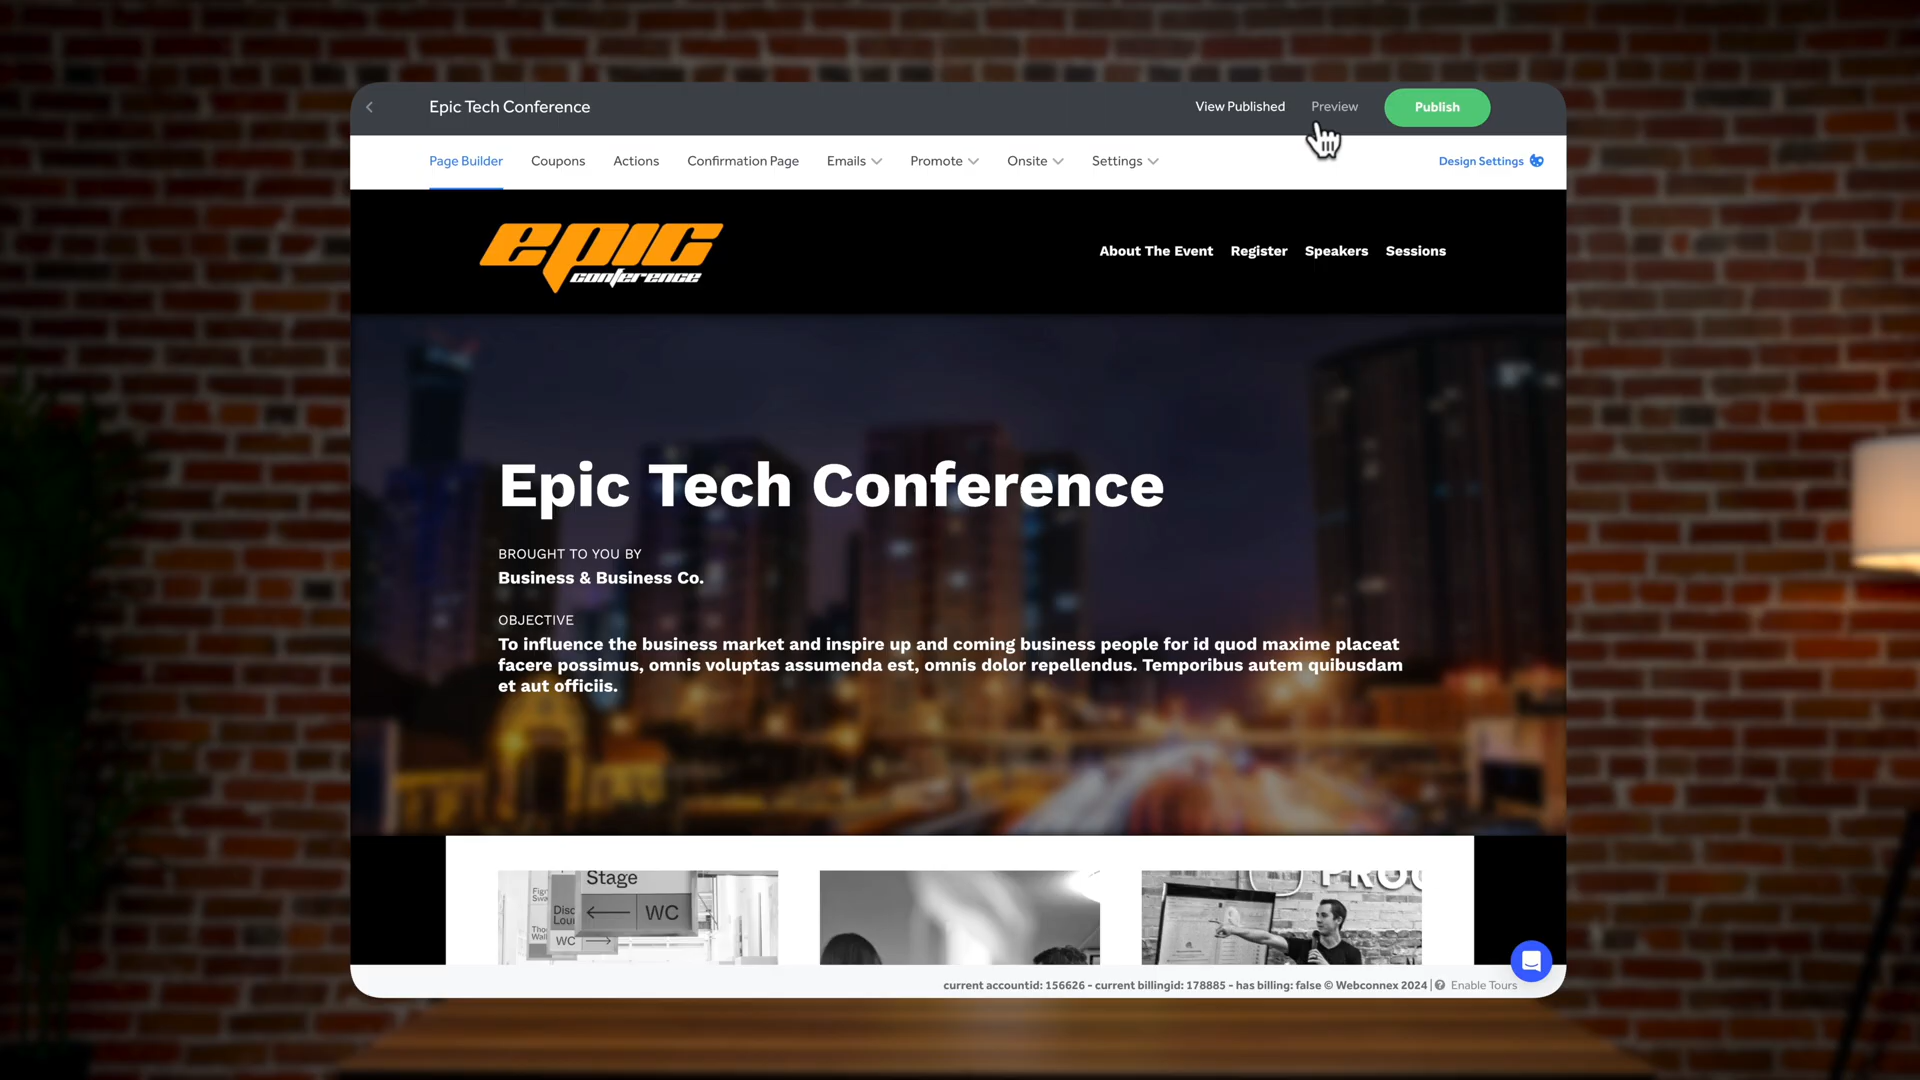 Epic Tech Conference
View Published
Preview
Publish
Page Builder
Coupons
Actions
Confirmation Page
Emails
Promote
Onsite
Settings
Design Settings
epic
conference
About The Event
Register
Speakers
Sessions
Epic Tech Conference
BROUGHT TO YOU BY
Business & Business Co.
OBJECTIVE
To influence the business market and inspire up and coming business people for id quod maxime placeat
facere possimus, omnis voluptas assumenda est, omnis dolor repellendus. Temporibus autem quibusdam
et aut officiis.
Stage
WC
WC
current accountid: 156626 - current billingid: 178885 - has billing: false © Webconnex 2024 |
Enable Tours